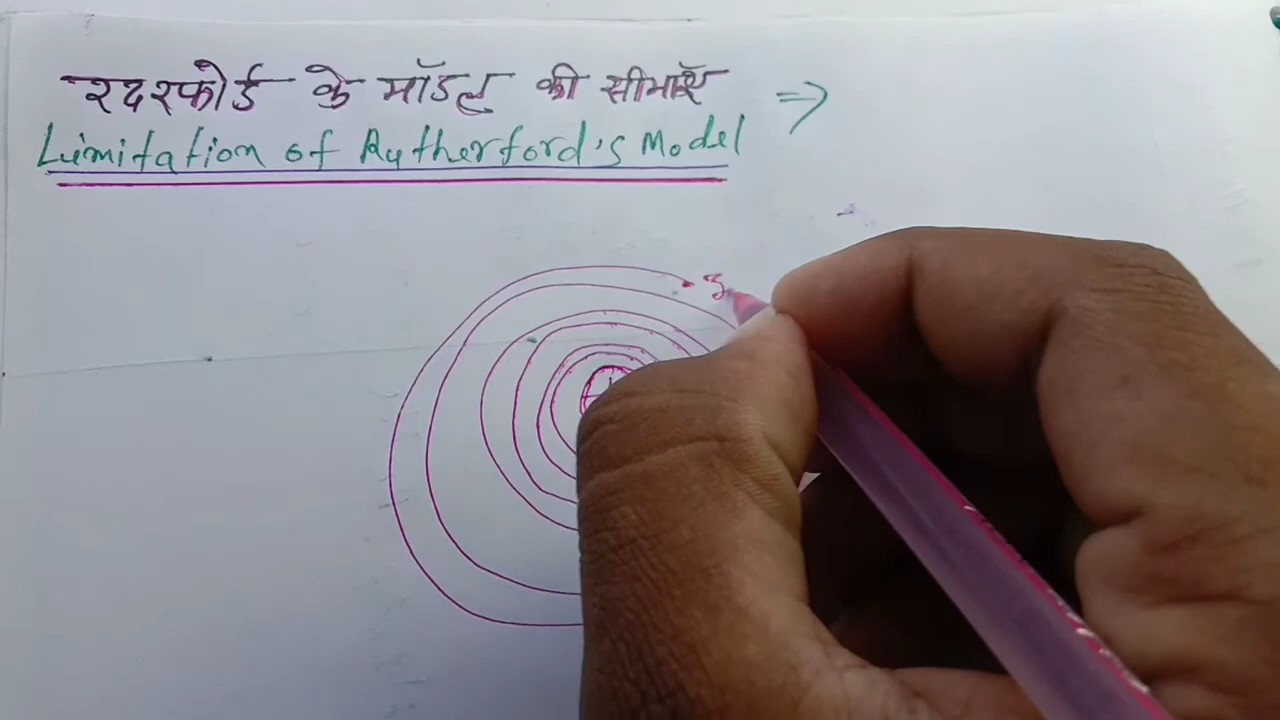 रदरफोर्ड के मॉडल की सीमाएँ ⇒
Limitation of Rutherford's Model